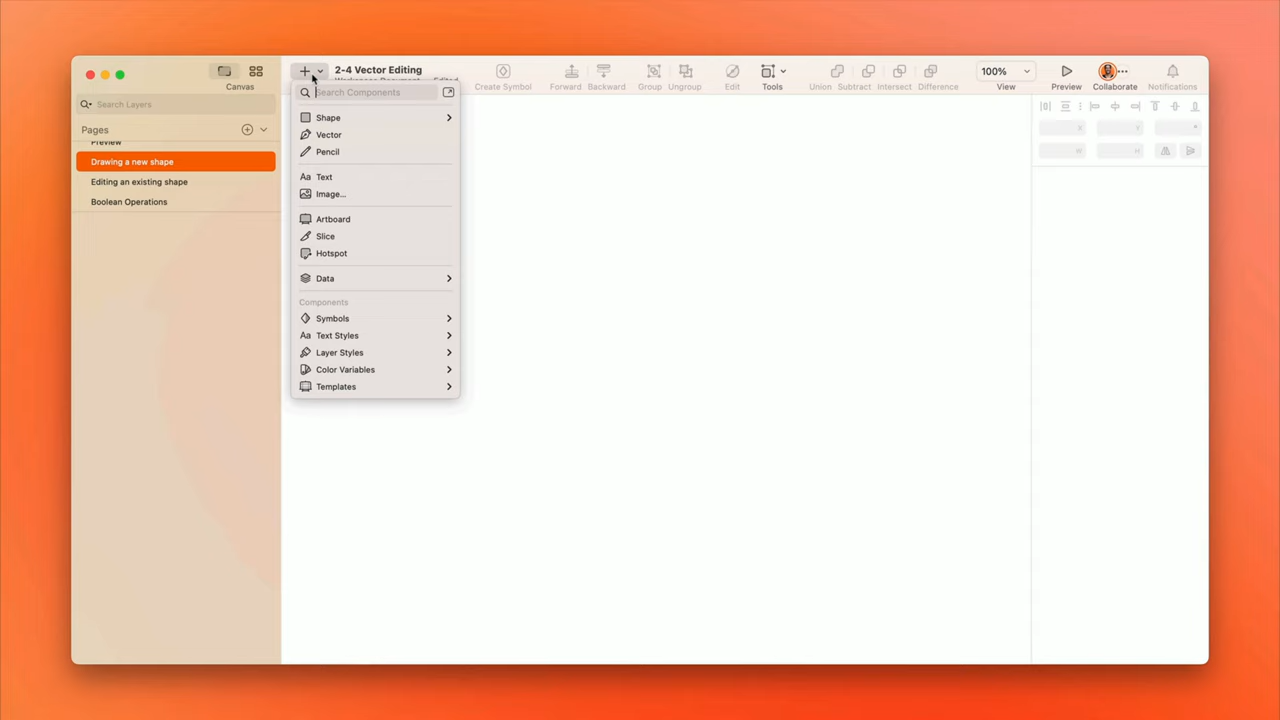 2-4 Vector Editing
100%
Canvas
Create Symbol
Forward
Backward
Group
Ungroup
Edit
Tools
Union
Subtract
Intersect
Difference
View
Preview
Collaborate
Notifications
Search Layers
Pages
Preview
Drawing a new shape
Editing an existing shape
Boolean Operations
Search Components
Shape
Vector
Pencil
Aa Text
Image...
Artboard
Slice
Hotspot
Data
Components
Symbols
Aa Text Styles
Layer Styles
Color Variables
Templates